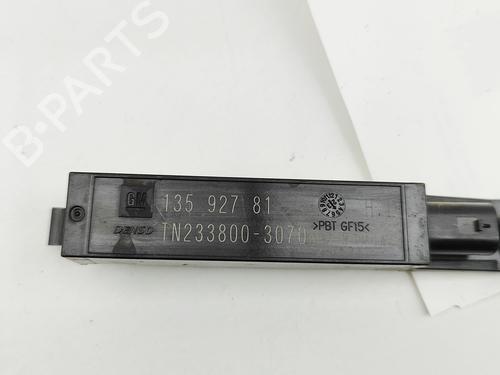 B-PARTS
GM 135 927 81
DENSO TN233800-3070
>PBT GF15<